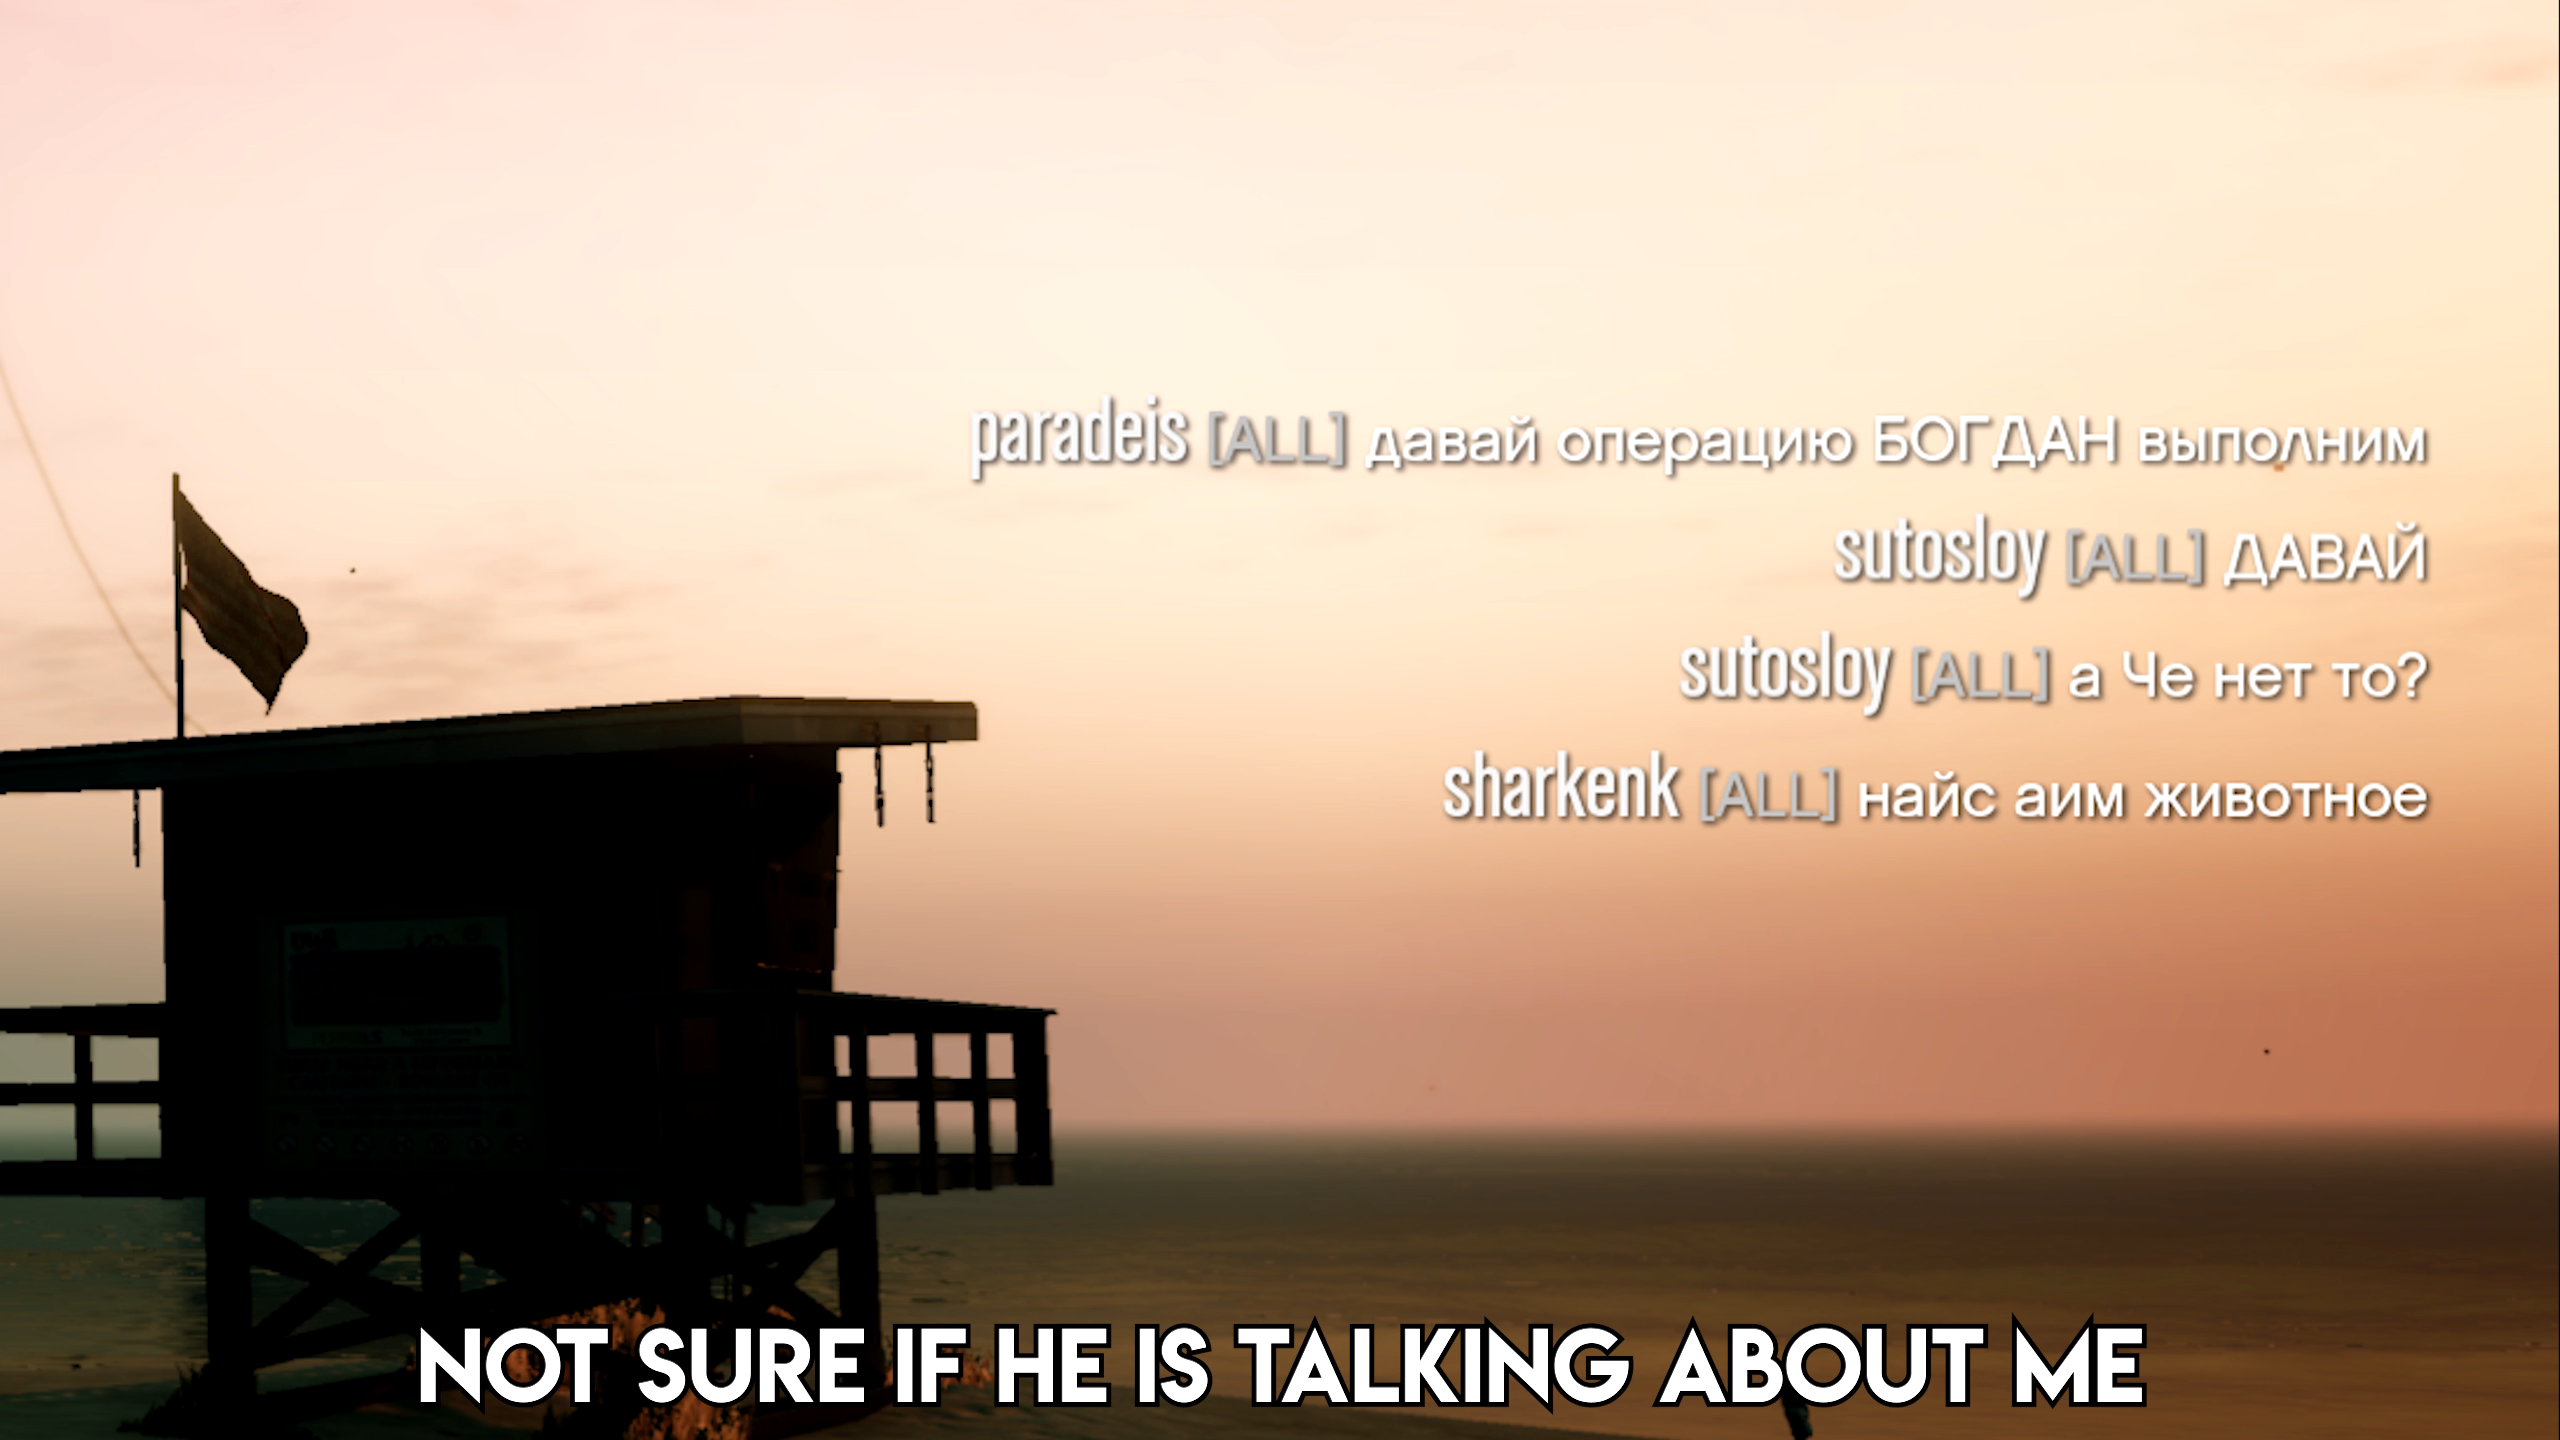 paradeis [ALL] давай операцию БОГДАН выполним
sutosloy [ALL] ДАВАЙ
sutosloy [ALL] а Че нет то?
sharkenk [ALL] найс аим животное
NOT SURE IF HE IS TALKING ABOUT ME